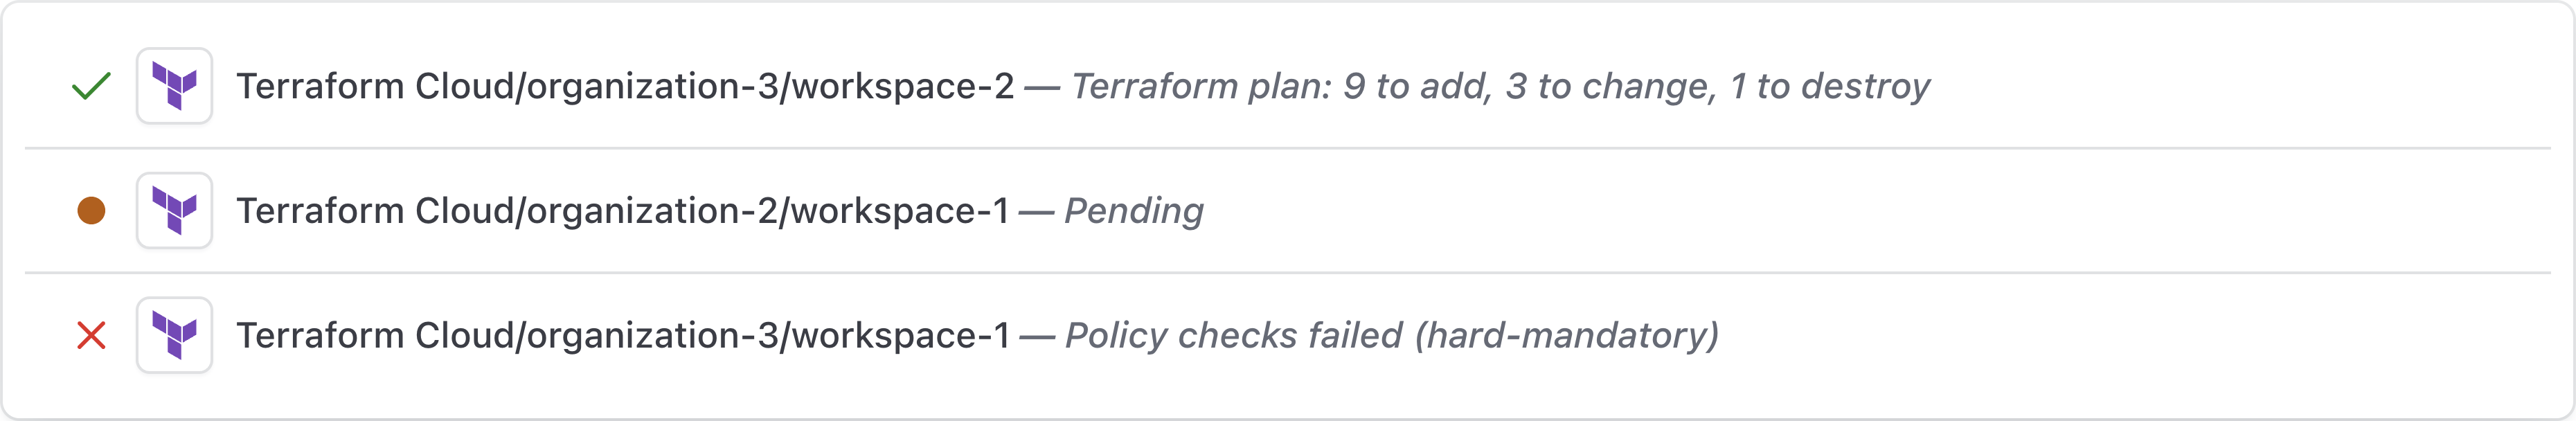 Terraform Cloud/organization-3/workspace-2 — Terraform plan: 9 to add, 3 to change, 1 to destroy
Terraform Cloud/organization-2/workspace-1 — Pending
Terraform Cloud/organization-3/workspace-1 — Policy checks failed (hard-mandatory)